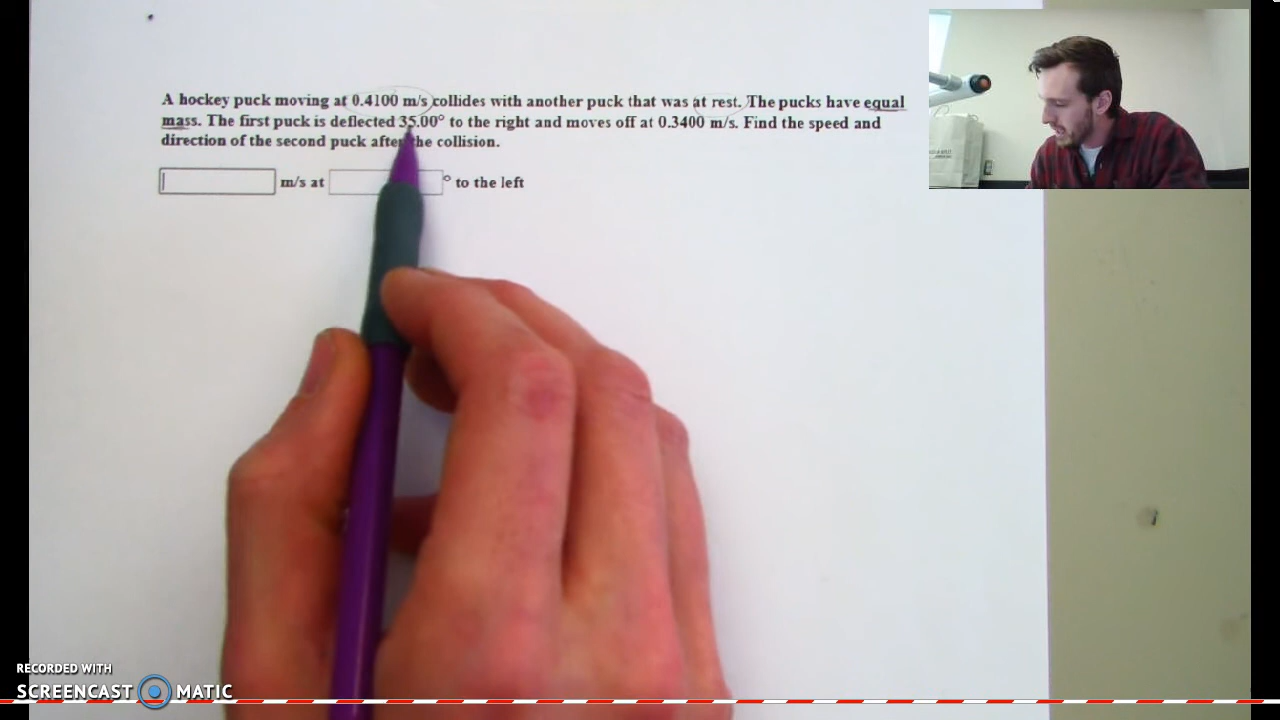 A hockey puck moving at 0.4100 m/s collides with another puck that was at rest. The pucks have equal
mass. The first puck is deflected 35.00° to the right and moves off at 0.3400 m/s. Find the speed and
direction of the second puck after the collision.
m/s at ° to the left
RECORDED WITH
SCREENCAST MATIC